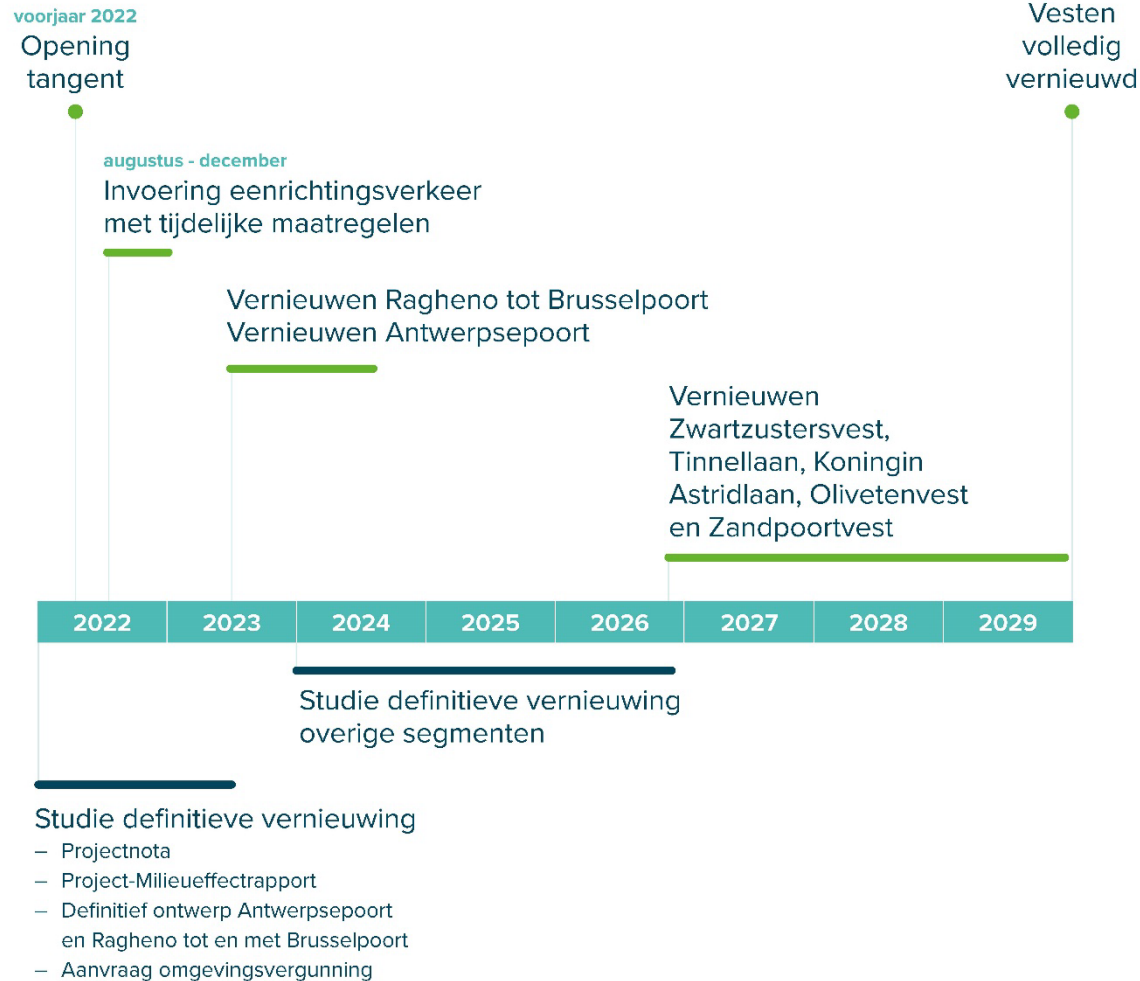 voorjaar 2022
Opening
tangent
Vesten
volledig
vernieuwd
augustus - december
Invoering eenrichtingsverkeer
met tijdelijke maatregelen
Vernieuwen Ragheno tot Brusselpoort
Vernieuwen Antwerpsepoort
Vernieuwen
Zwartzustersvest,
Tinnellaan, Koningin
Astridlaan, Olivetenvest
en Zandpoortvest
2022 2023 2024 2025 2026 2027 2028 2029
Studie definitieve vernieuwing
overige segmenten
Studie definitieve vernieuwing
– Projectnota
– Project-Milieueffectrapport
– Definitief ontwerp Antwerpsepoort
en Ragheno tot en met Brusselpoort
– Aanvraag omgevingsvergunning